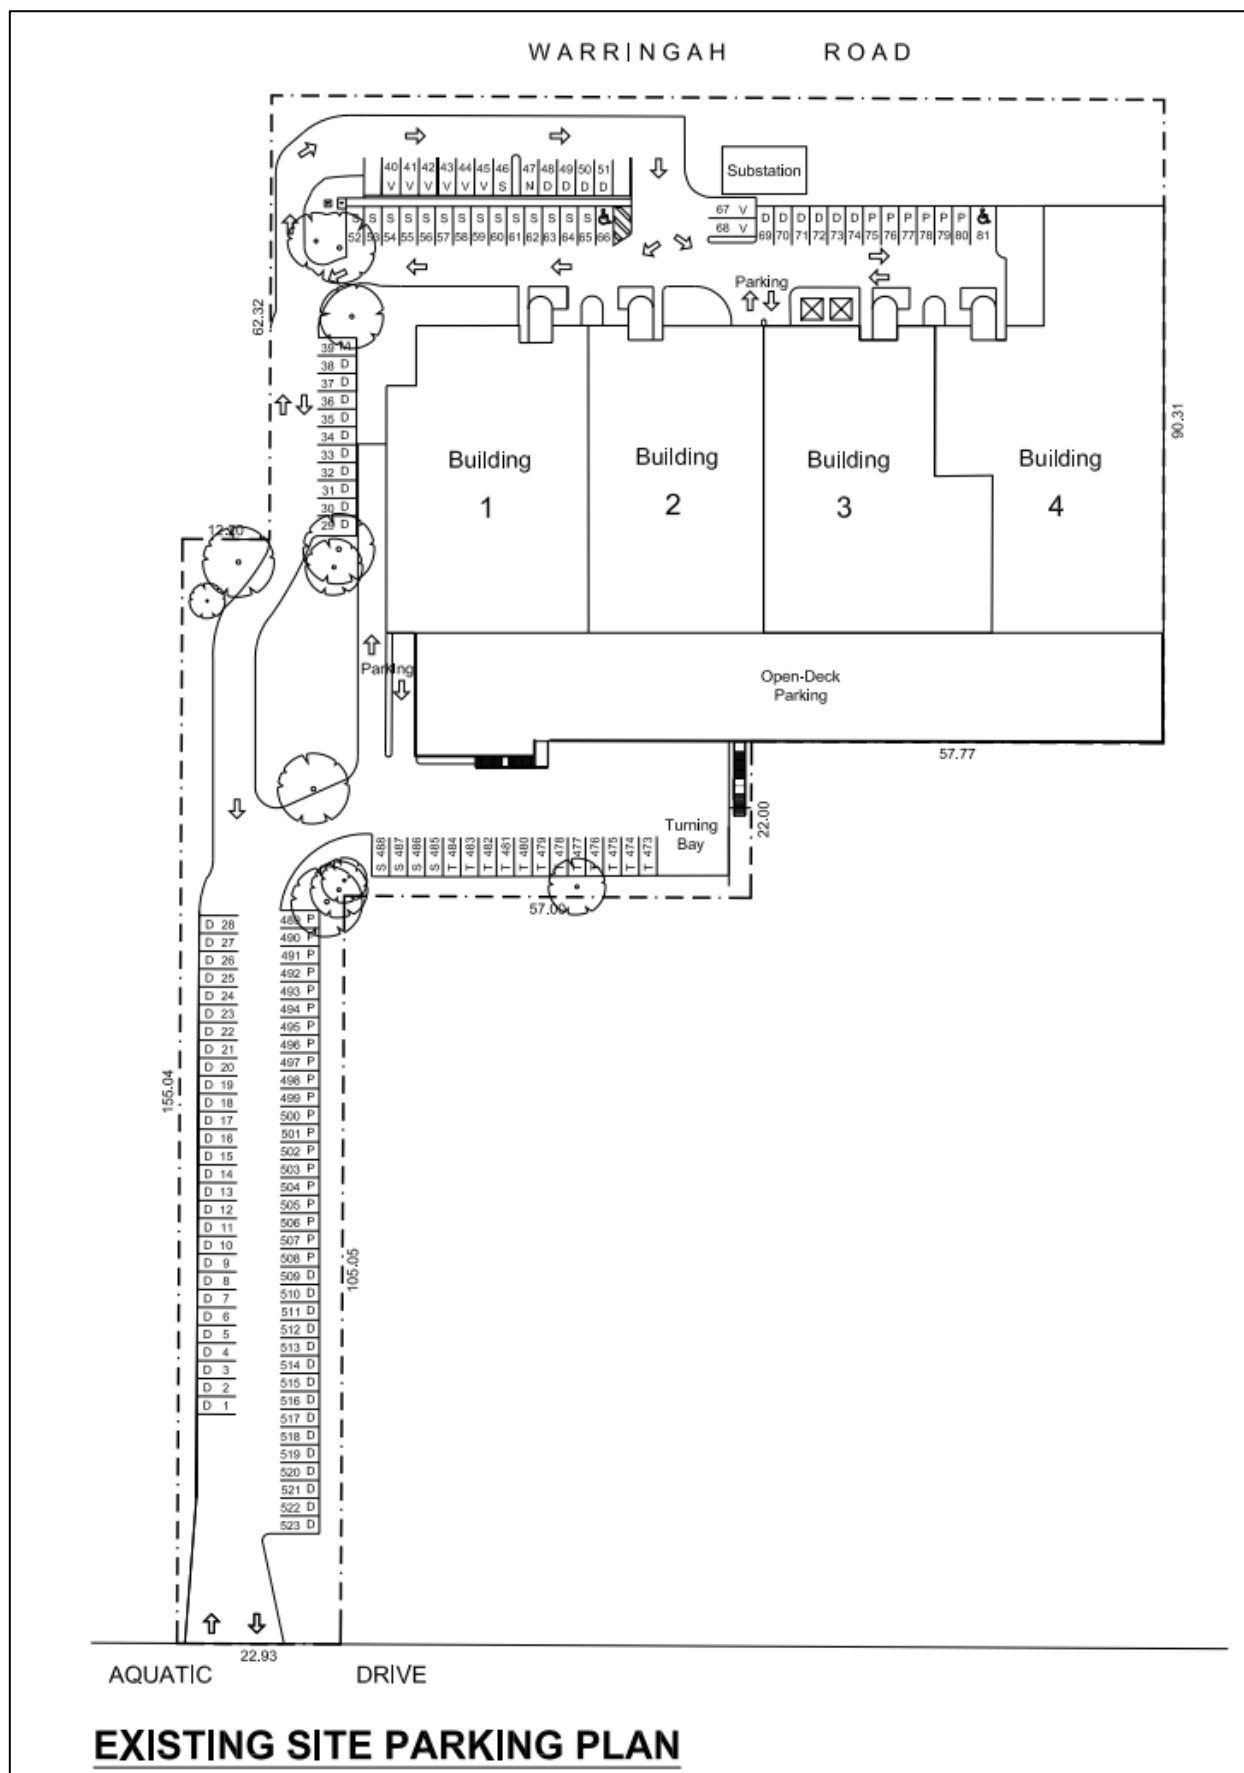 WARRINGAH ROAD
Substation
40 41 42 43 44 45 46 47 48 49 50 51
V V V V V V S N D D D D
67 V
68 V
S S S S S S S S S S S S S S
52 53 54 55 56 57 58 59 60 61 62 63 64 65 66
D D D D D D P P P P P P
69 70 71 72 73 74 75 76 77 78 79 80 81
Parking
62.32
39 M
38 D
37 D
36 D
35 D
34 D
33 D
32 D
31 D
30 D
29 D
90.31
Building
1
Building
2
Building
3
Building
4
12.20
Parking
Open-Deck
Parking
57.77
22.00
Turning
Bay
488 487 486 485 484 483 482 481 480 479 478 477 476 475 474 473
S S S S T T T T T T T T T T T T
57.00
D 28
D 27
D 26
D 25
D 24
D 23
D 22
D 21
D 20
D 19
D 18
D 17
D 16
D 15
D 14
D 13
D 12
D 11
D 10
D 9
D 8
D 7
D 6
D 5
D 4
D 3
D 2
D 1
489 P
490 P
491 P
492 P
493 P
494 P
495 P
496 P
497 P
498 P
499 P
500 P
501 P
502 P
503 P
504 P
505 P
506 P
507 P
508 P
509 D
510 D
511 D
512 D
513 D
514 D
515 D
516 D
517 D
518 D
519 D
520 D
521 D
522 D
523 D
155.04
105.05
22.93
AQUATIC DRIVE
EXISTING SITE PARKING PLAN